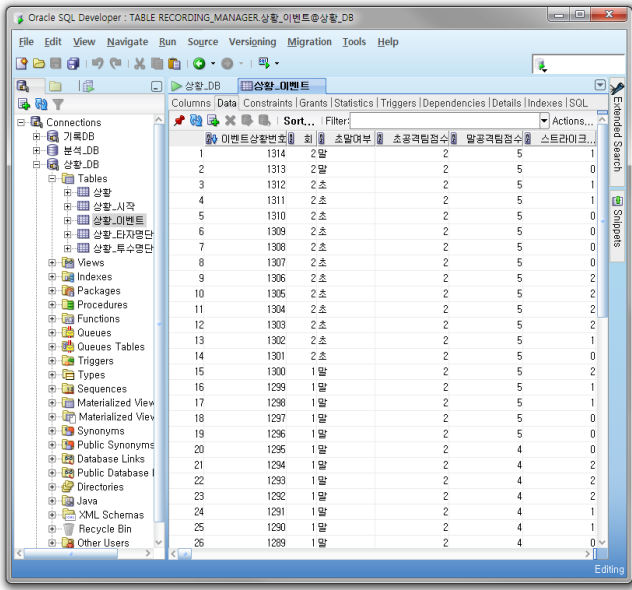 Oracle SQL Developer : TABLE RECORDING_MANAGER.상황_이벤트@상황_DB
File Edit View Navigate Run Source Versioning Migration Tools Help
상황_DB 상황_이벤트
Columns Data Constraints Grants Statistics Triggers Dependencies Details Indexes SQL
Sort... Filter: Actions...
이벤트상황번호 회 초말여부 초공격팀점수 말공격팀점수 스트라이크...
1 1314 2 말 2 5 1
2 1313 2 말 2 5 0
3 1312 2 초 2 5 1
4 1311 2 초 2 5 1
5 1310 2 초 2 5 0
6 1309 2 초 2 5 0
7 1308 2 초 2 5 0
8 1307 2 초 2 5 0
9 1306 2 초 2 5 2
10 1305 2 초 2 5 2
11 1304 2 초 2 5 2
12 1303 2 초 2 5 2
13 1302 2 초 2 5 1
14 1301 2 초 2 5 0
15 1300 1 말 2 5 2
16 1299 1 말 2 5 1
17 1298 1 말 2 5 1
18 1297 1 말 2 5 0
19 1296 1 말 2 5 0
20 1295 1 말 2 4 0
21 1294 1 말 2 4 2
22 1293 1 말 2 4 2
23 1292 1 말 2 4 2
24 1291 1 말 2 4 1
25 1290 1 말 2 4 1
26 1289 1 말 2 4 0
Connections
기록DB
분석_DB
상황_DB
Tables
상황
상황_시작
상황_이벤트
상황_타자명단
상황_투수명단
Views
Indexes
Packages
Procedures
Functions
Queues
Queues Tables
Triggers
Types
Sequences
Materialized View
Materialized View
Synonyms
Public Synonyms
Database Links
Public Database
Directories
Java
XML Schemas
Recycle Bin
Other Users
Extended Search
Snippets
Editing